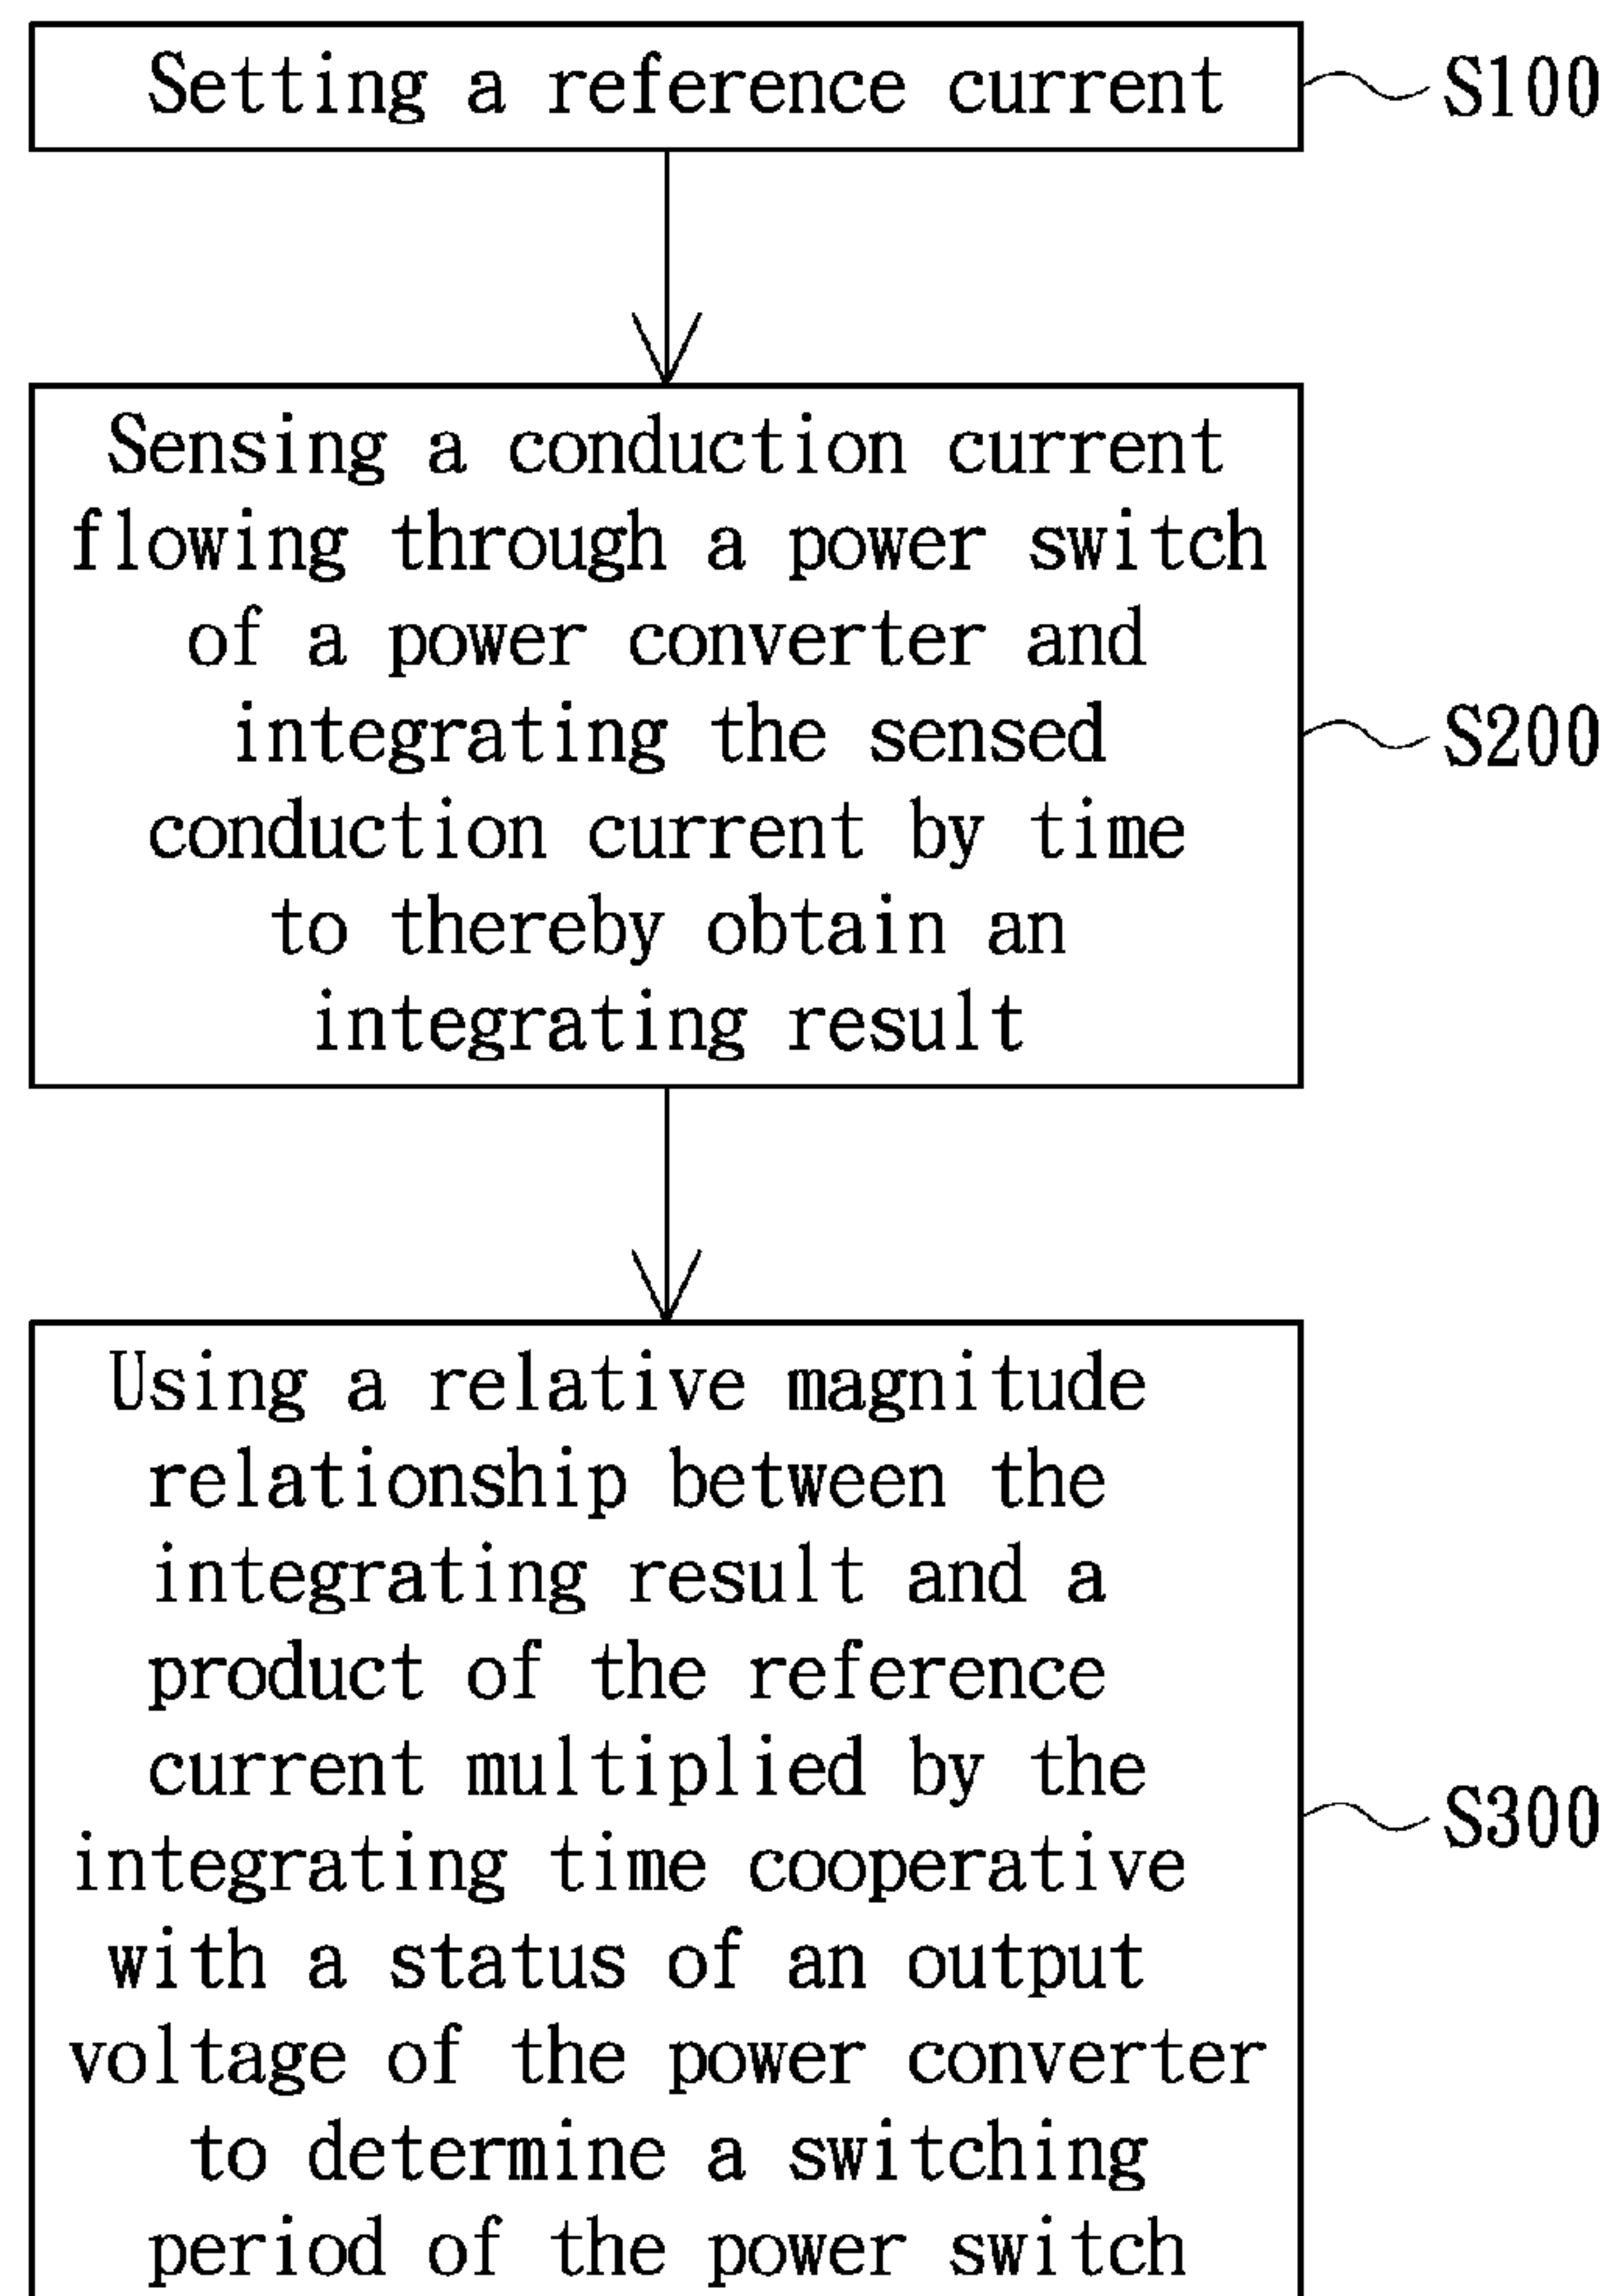 Setting a reference current
S100
Sensing a conduction current
flowing through a power switch
of a power converter and
integrating the sensed
conduction current by time
to thereby obtain an
integrating result
S200
Using a relative magnitude
relationship between the
integrating result and a
product of the reference
current multiplied by the
integrating time cooperative
with a status of an output
voltage of the power converter
to determine a switching
period of the power switch
S300